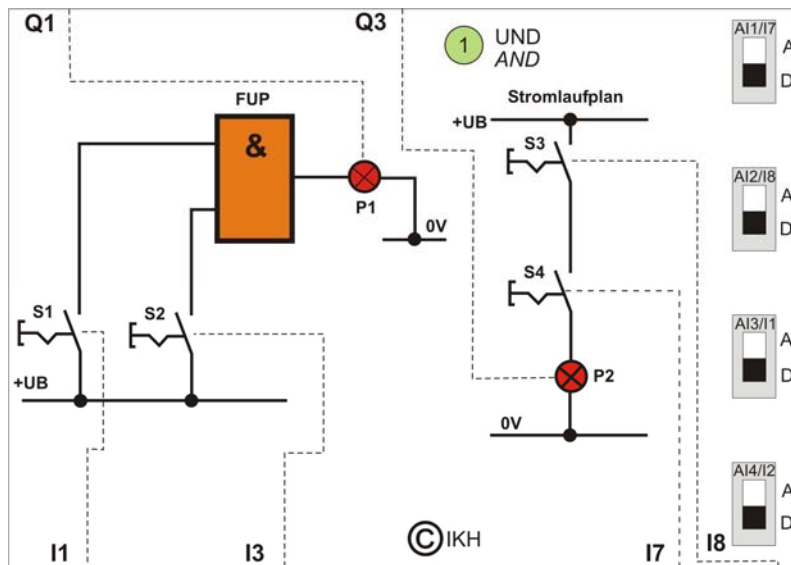 Q1
Q3
1
UND
AND
AI1/I7
A
D
FUP
Stromlaufplan
+UB
S3
&
P1
0V
AI2/I8
A
D
S4
S1
S2
AI3/I1
A
D
P2
+UB
0V
AI4/I2
A
D
I1
I3
© IKH
I7
I8